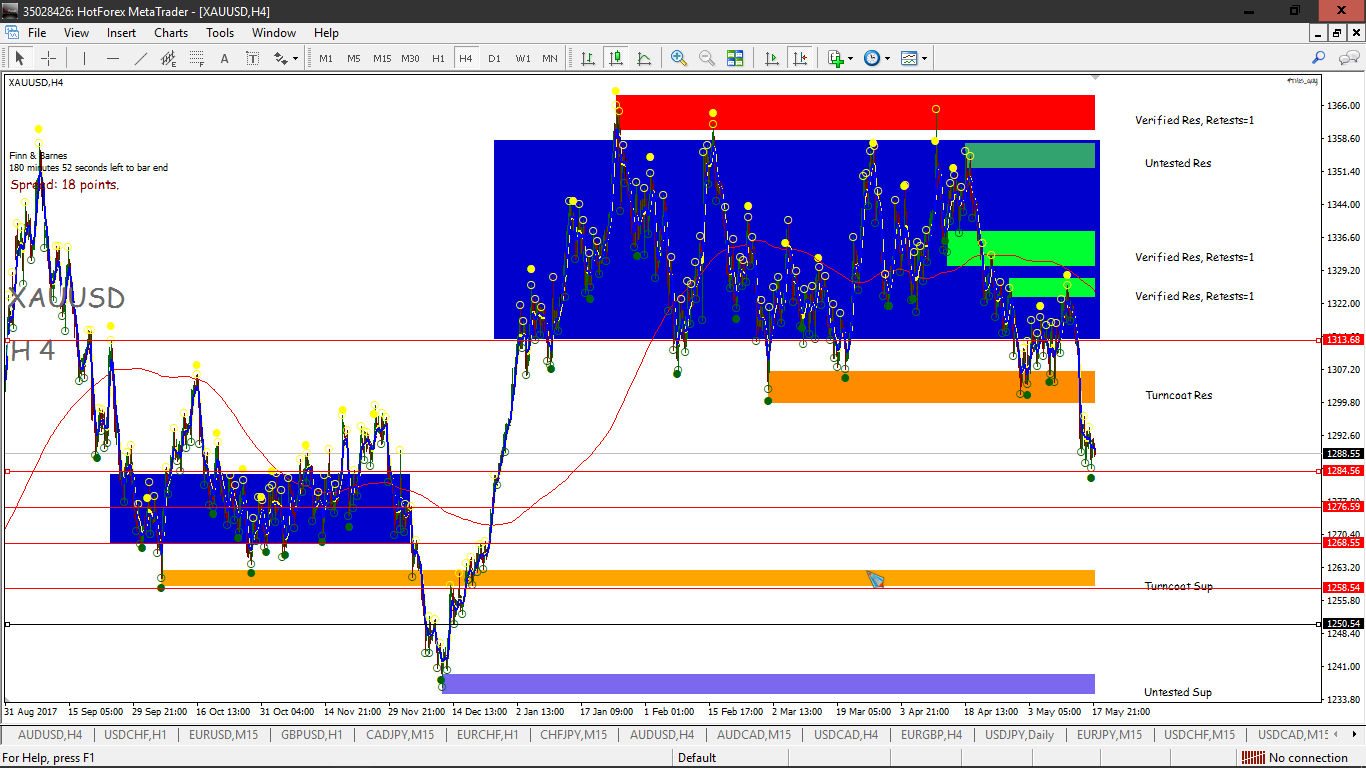 35028426: HotForex MetaTrader - [XAUUSD,H4]
File View Insert Charts Tools Window Help
A T M1 M5 M15 M30 H1 H4 D1 W1 MN
XAUUSD,H4
Finn & Barnes
180 minutes 52 seconds left to bar end
Spread: 18 points.
XAUUSD
H 4
Verified Res, Retests=1
Untested Res
Verified Res, Retests=1
Verified Res, Retests=1
Turncoat Res
Turncoat Sup
Untested Sup
1366.00
1358.60
1351.40
1344.00
1336.60
1329.20
1322.00
1313.68
1307.20
1299.80
1292.60
1288.55
1284.56
1276.59
1270.40
1268.55
1263.20
1258.54
1255.80
1250.54
1248.40
1241.00
1233.80
31 Aug 2017 15 Sep 05:00 29 Sep 21:00 16 Oct 13:00 31 Oct 04:00 14 Nov 21:00 29 Nov 21:00 14 Dec 13:00 2 Jan 13:00 17 Jan 09:00 1 Feb 01:00 15 Feb 17:00 2 Mar 13:00 19 Mar 05:00 3 Apr 21:00 18 Apr 13:00 3 May 05:00 17 May 21:00
AUDUSD,H4 USDCHF,H1 EURUSD,M15 GBPUSD,H1 CADJPY,M15 EURCHF,H1 CHFJPY,M15 AUDUSD,H4 AUDCAD,M15 USDCAD,H4 EURGBP,H4 USDJPY,Daily EURJPY,M15 USDCHF,M15 USDCAD,M15
For Help, press F1 Default No connection